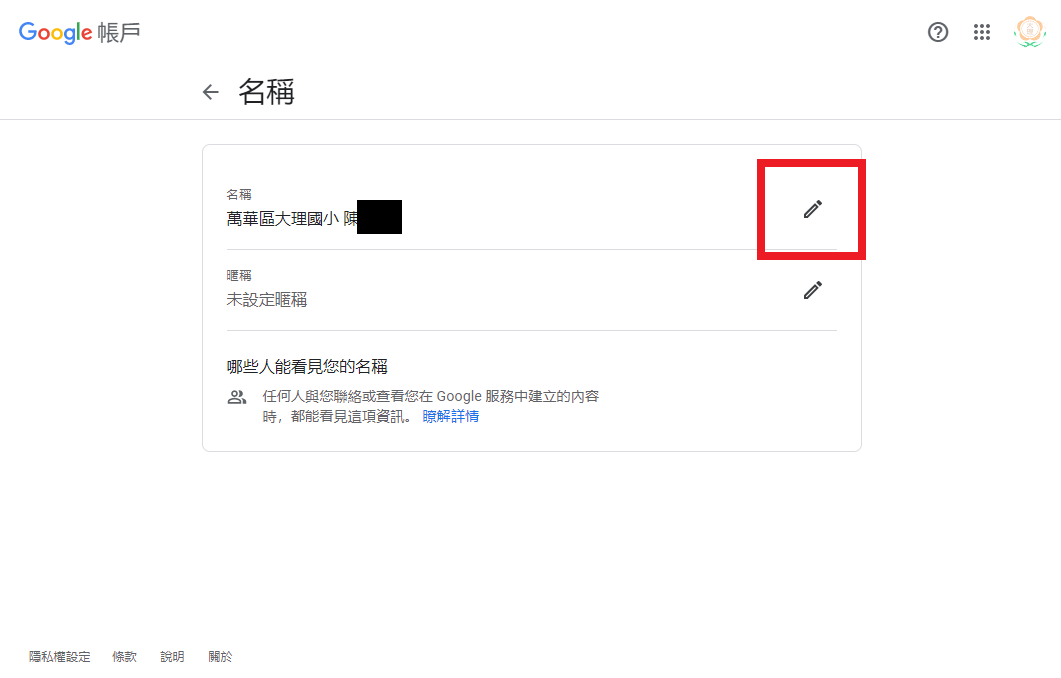 Google 帳戶
名稱
名稱
萬華區大理國小 陳
暱稱
未設定暱稱
哪些人能看見您的名稱
任何人與您聯絡或查看您在 Google 服務中建立的內容
時，都能看見這項資訊。 瞭解詳情
隱私權設定 條款 說明 關於